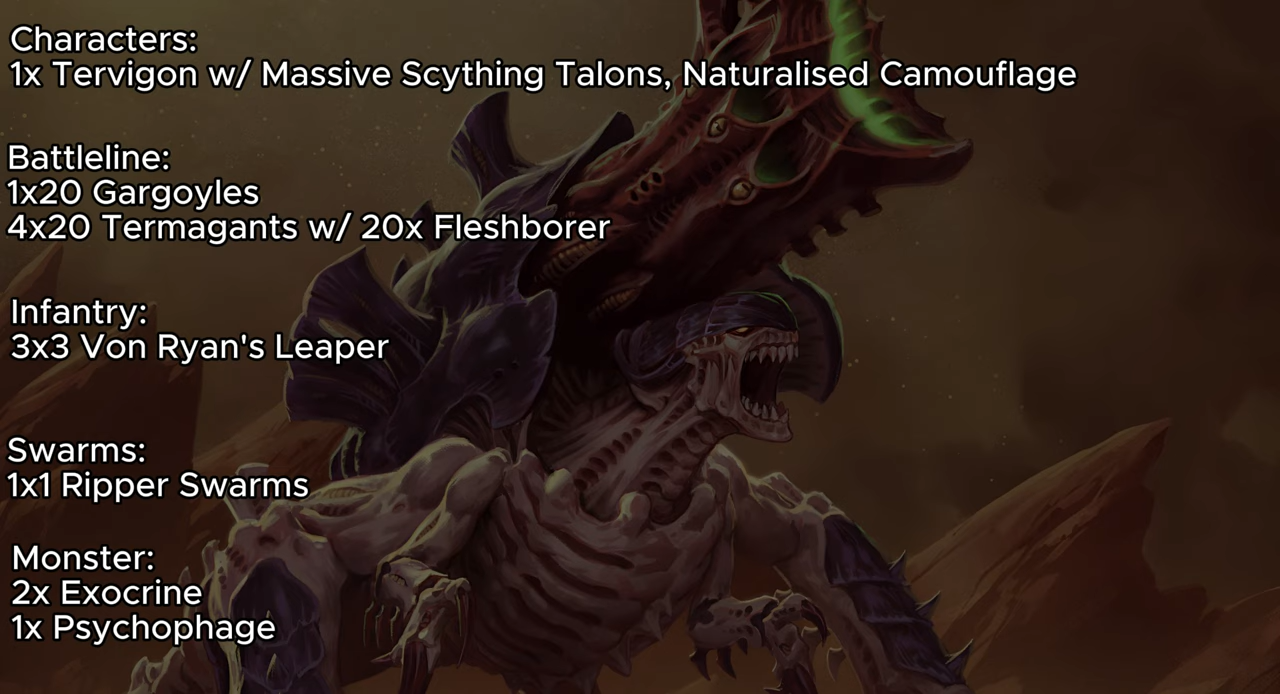 Characters:
1x Tervigon w/ Massive Scything Talons, Naturalised Camouflage
Battleline:
1x20 Gargoyles
4x20 Termagants w/ 20x Fleshborer
Infantry:
3x3 Von Ryan's Leaper
Swarms:
1x1 Ripper Swarms
Monster:
2x Exocrine
1x Psychophage